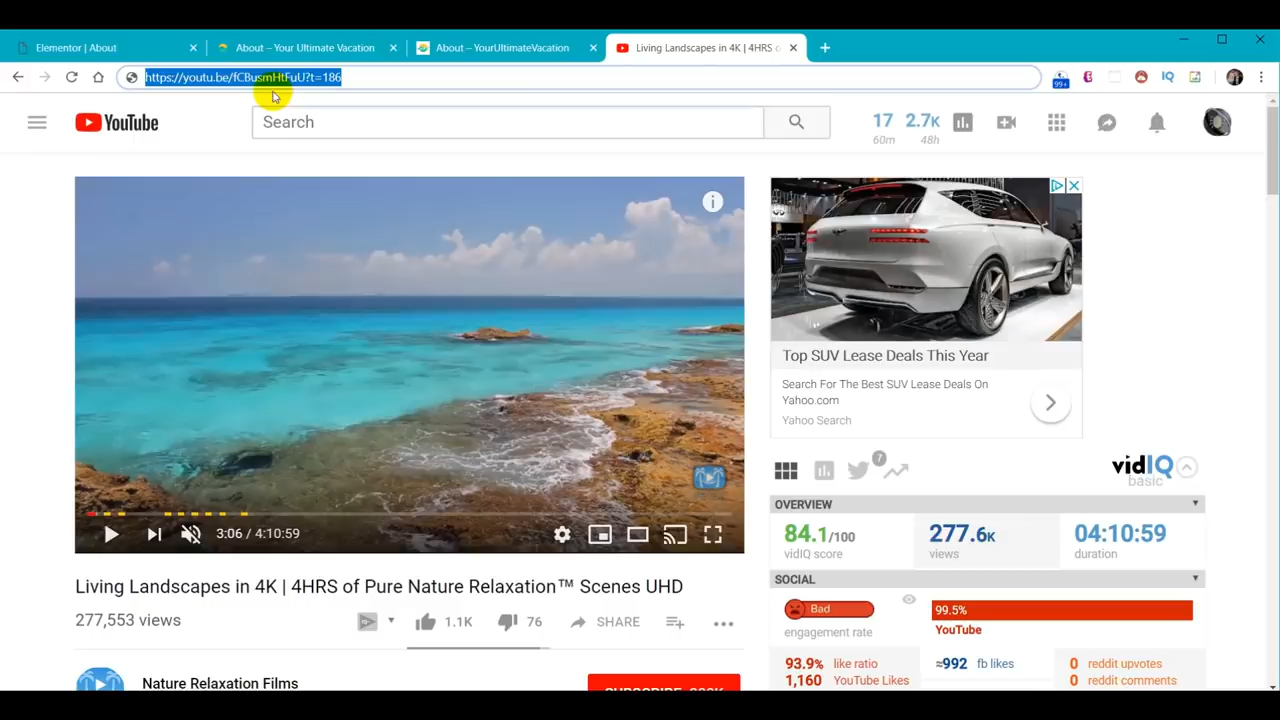 Elementor | About
About – Your Ultimate Vacation
About – YourUltimateVacation
Living Landscapes in 4K | 4HRS o
https://youtu.be/fCBusmHtFuU?t=186
99+
IQ
YouTube
Search
17
60m
2.7K
48h
Top SUV Lease Deals This Year
Search For The Best SUV Lease Deals On
Yahoo.com
Yahoo Search
3:06 / 4:10:59
Living Landscapes in 4K | 4HRS of Pure Nature Relaxation™ Scenes UHD
277,553 views
1.1K
76
SHARE
Nature Relaxation Films
7
vidIQ
basic
OVERVIEW
84.1/100
vidIQ score
277.6K
views
04:10:59
duration
SOCIAL
Bad
engagement rate
99.5%
YouTube
93.9% like ratio
1,160 YouTube Likes
≈992 fb likes
0 reddit upvotes
0 reddit comments